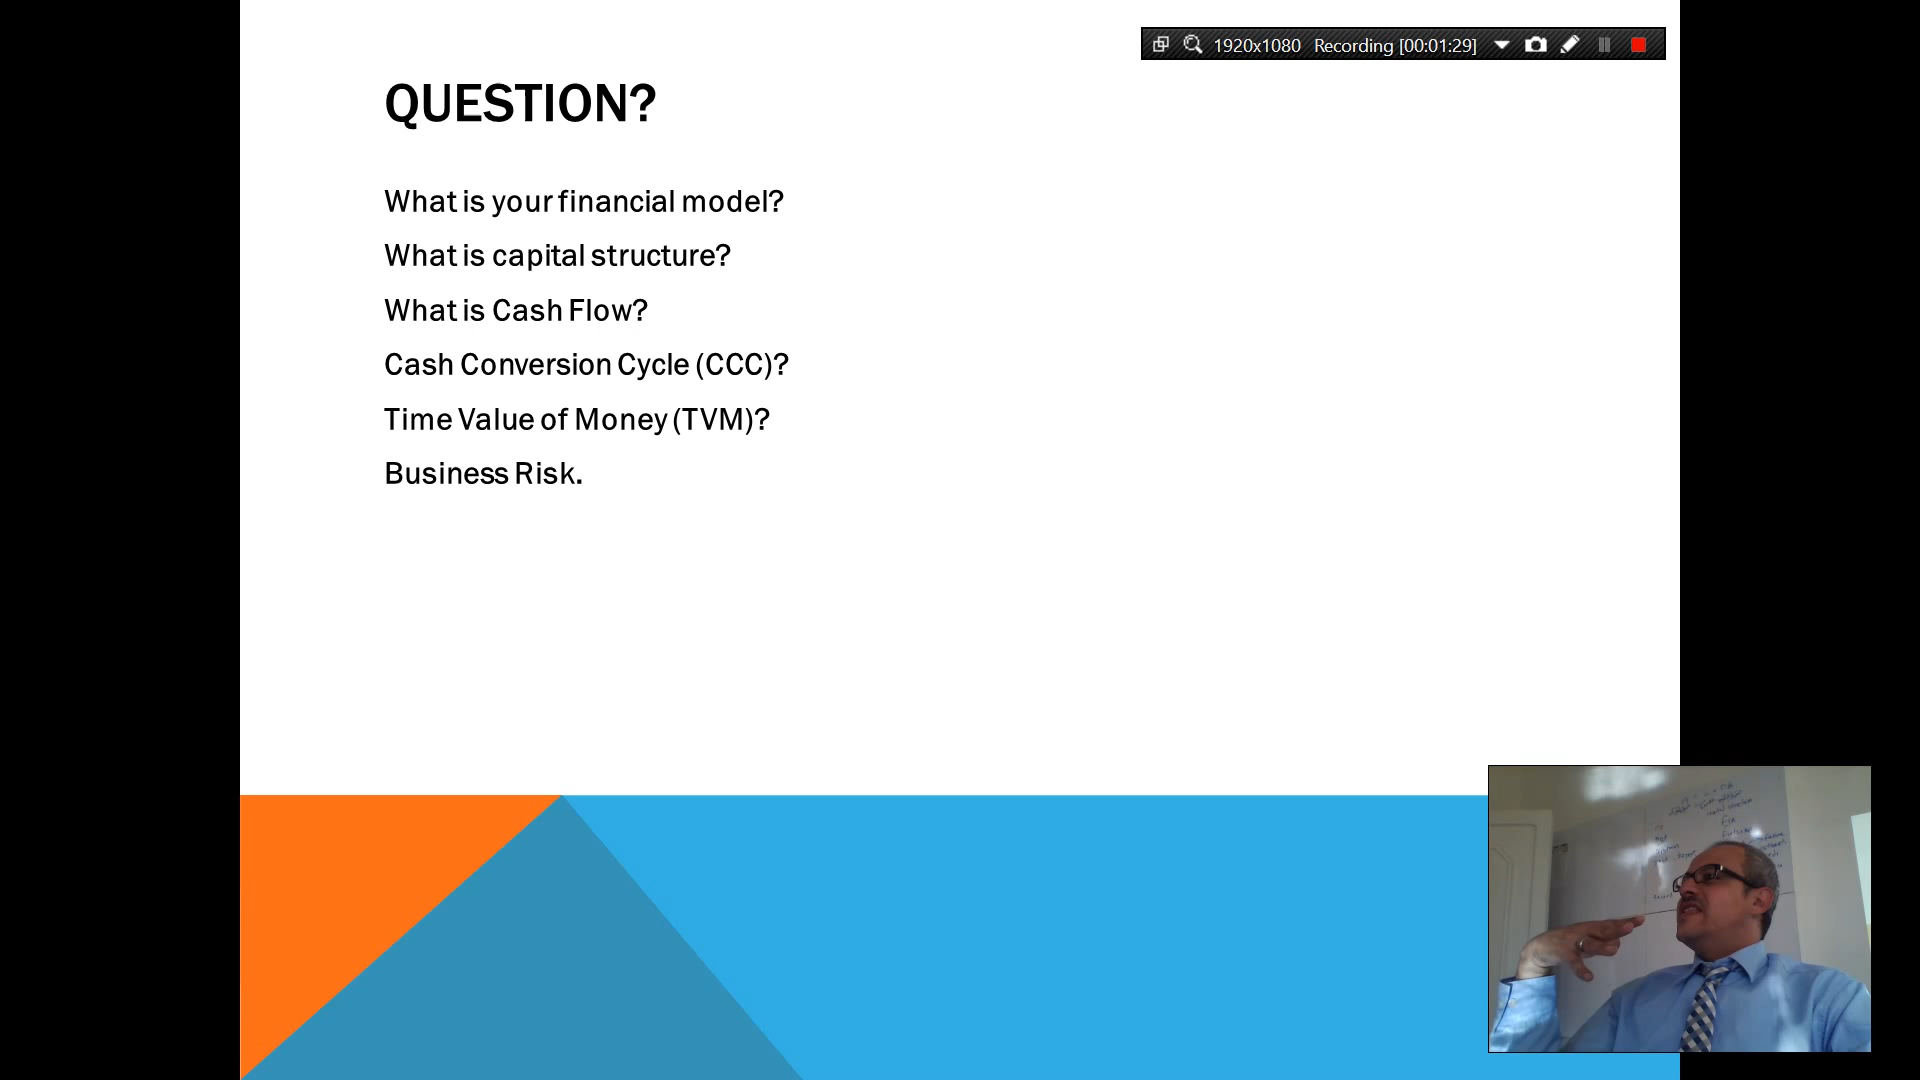 1920x1080 Recording [00:01:29]
QUESTION?
What is your financial model?
What is capital structure?
What is Cash Flow?
Cash Conversion Cycle (CCC)?
Time Value of Money (TVM)?
Business Risk.